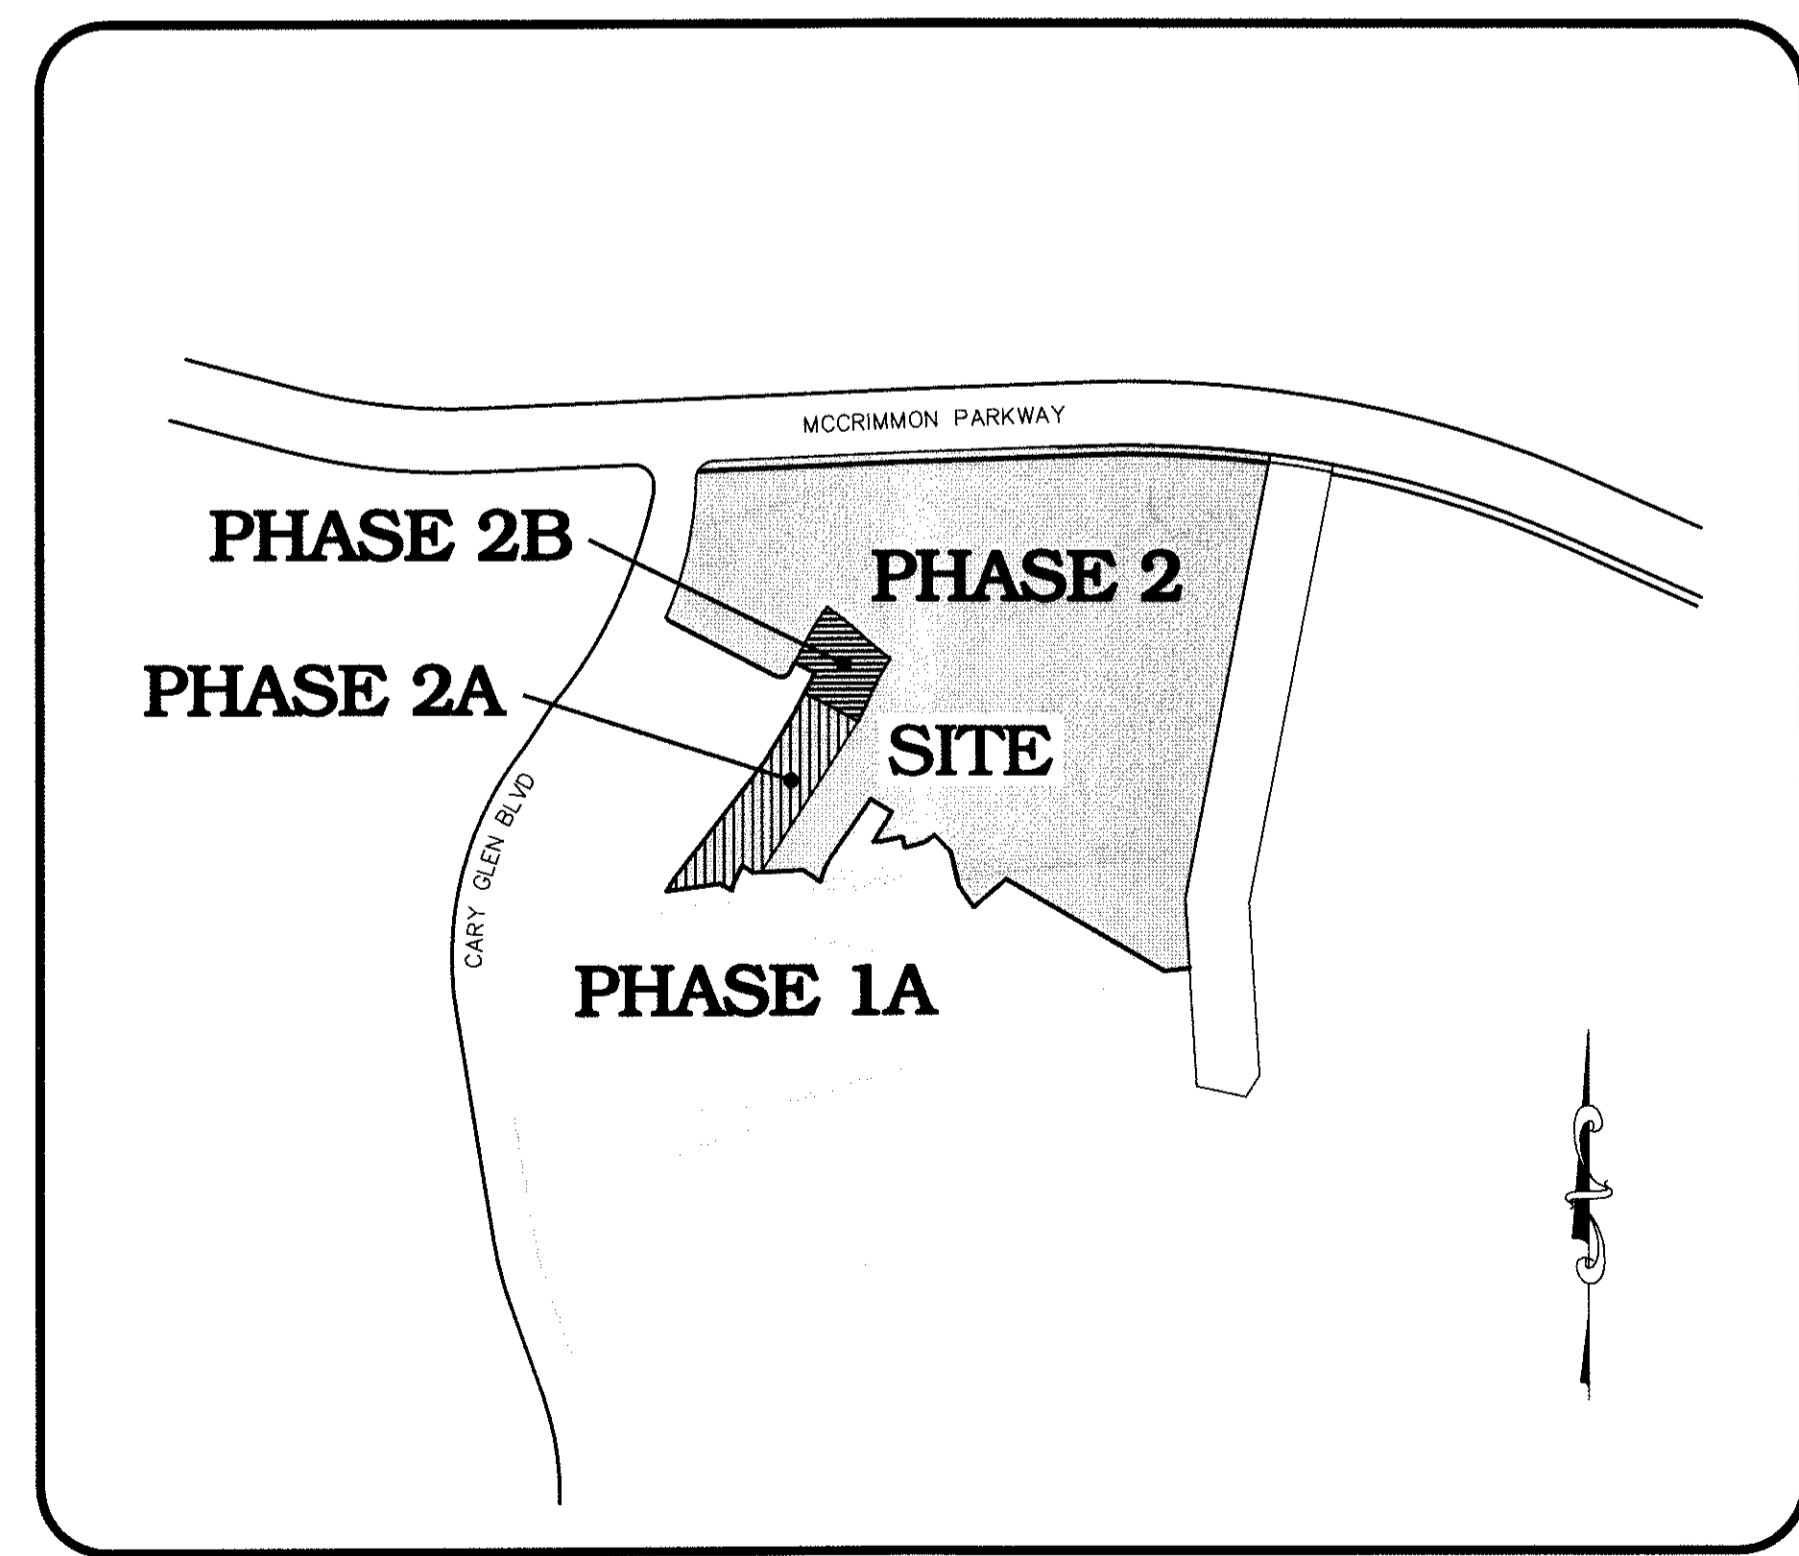 MCCRIMMON PARKWAY
PHASE 2B
PHASE 2
PHASE 2A
SITE
CARY GLEN BLVD
PHASE 1A